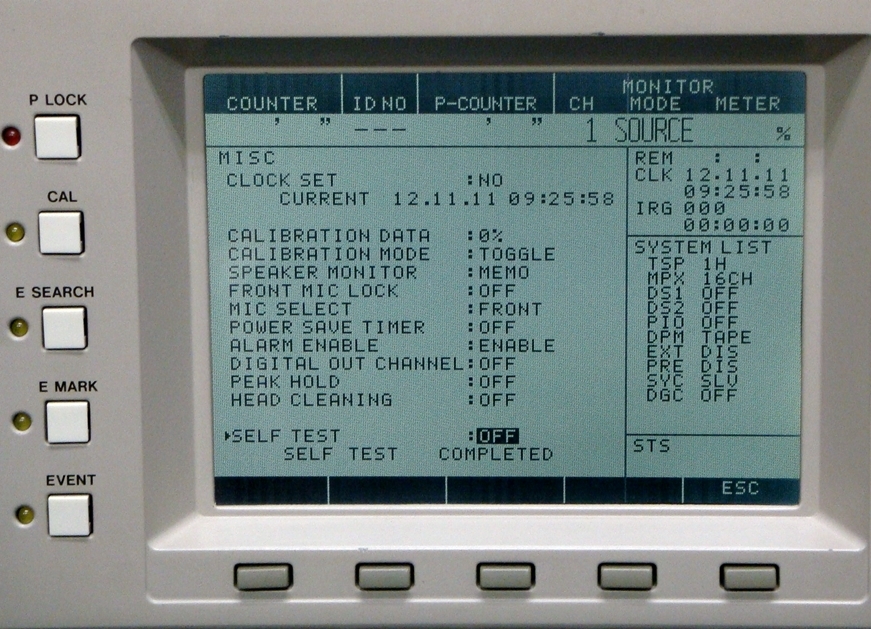 P LOCK
CAL
E SEARCH
E MARK
EVENT
MONITOR
COUNTER ID NO P-COUNTER CH MODE METER
' " --- ' " 1 SOURCE %
MISC
CLOCK SET :NO
CURRENT 12.11.11 09:25:58
CALIBRATION DATA :0%
CALIBRATION MODE :TOGGLE
SPEAKER MONITOR :MEMO
FRONT MIC LOCK :OFF
MIC SELECT :FRONT
POWER SAVE TIMER :OFF
ALARM ENABLE :ENABLE
DIGITAL OUT CHANNEL:OFF
PEAK HOLD :OFF
HEAD CLEANING :OFF
▸SELF TEST :OFF
SELF TEST COMPLETED
REM : :
CLK 12.11.11
09:25:58
IRG 000
00:00:00
SYSTEM LIST
TSP 1H
MPX 16CH
DS1 OFF
DS2 OFF
PIO OFF
DPM TAPE
EXT DIS
PRE DIS
SYC SLV
DGC OFF
STS
ESC